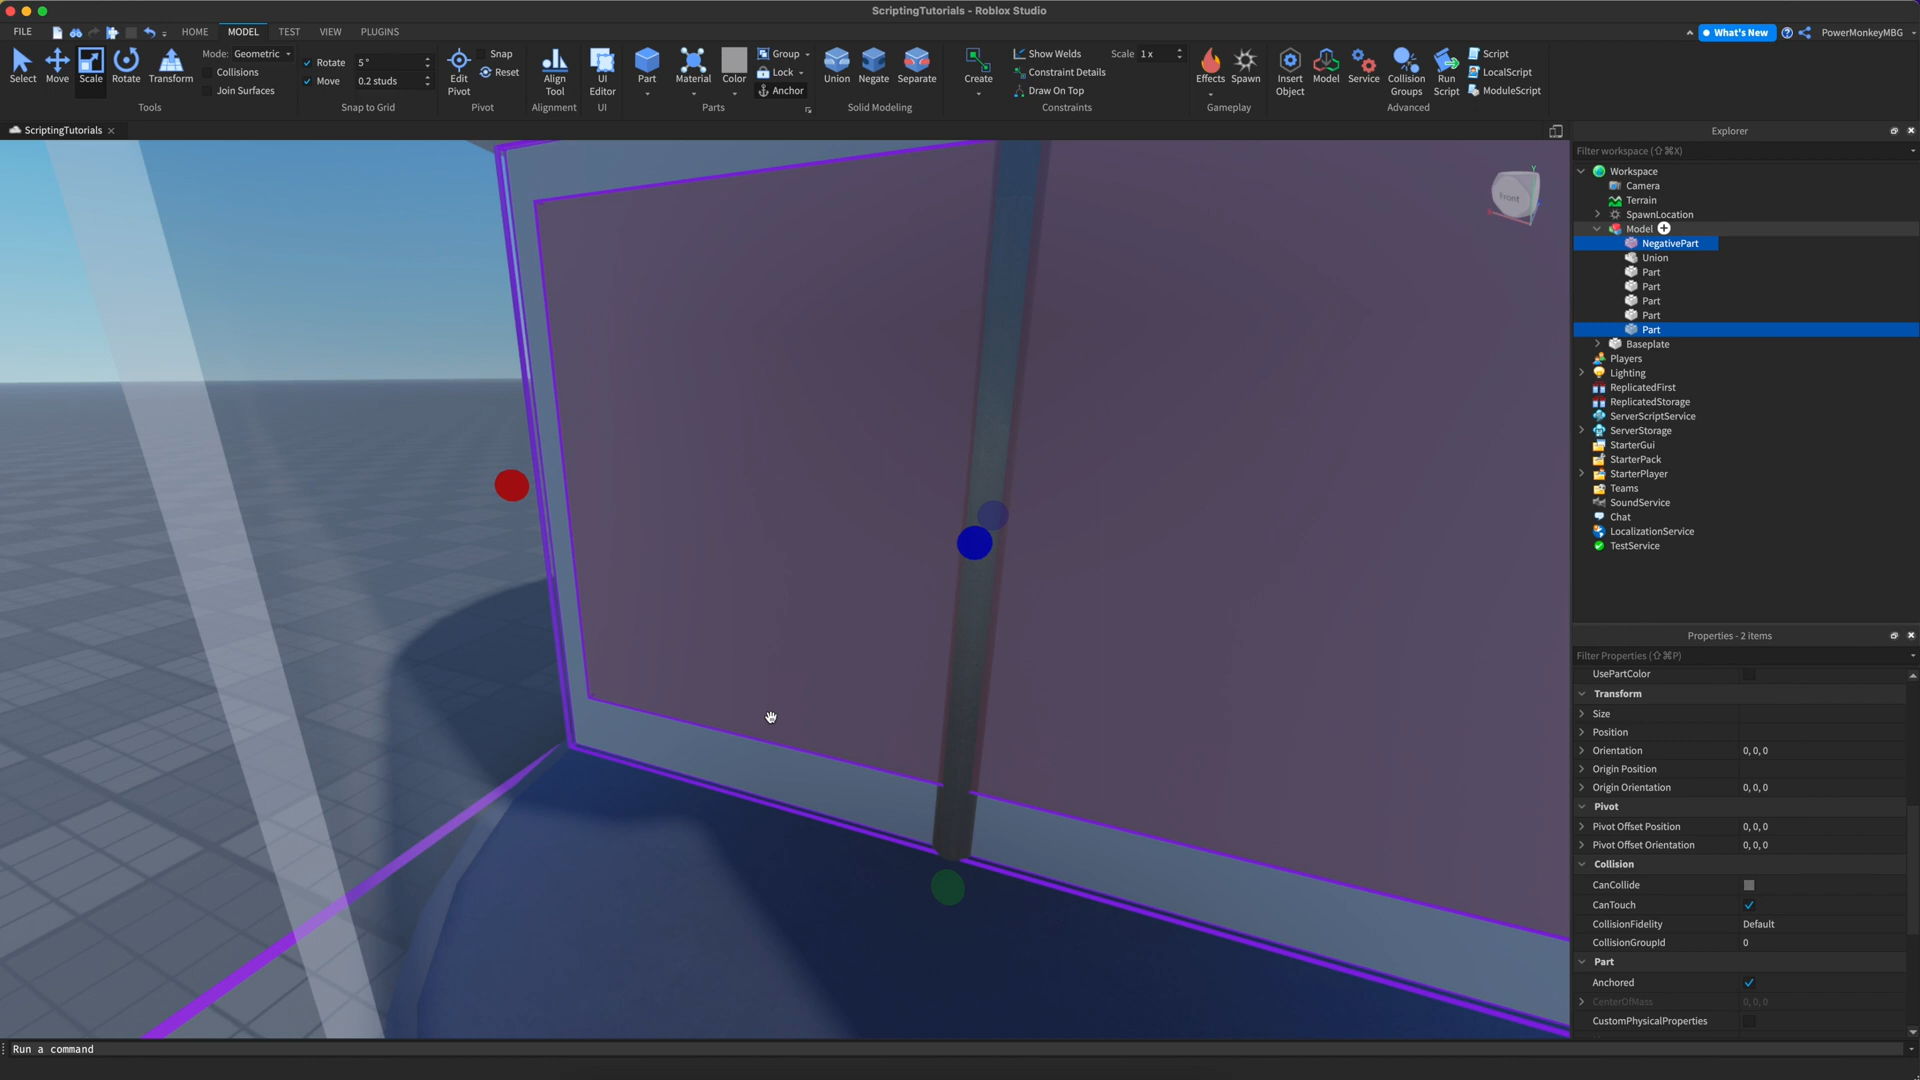 ScriptingTutorials - Roblox Studio
FILE HOME MODEL TEST VIEW PLUGINS What's New PowerMonkeyMBG
Select Move Scale Rotate Transform
Mode: Geometric
Collisions
Join Surfaces
Tools
Rotate 5°
Move 0.2 studs
Snap to Grid
Edit Pivot
Snap
Reset
Pivot
Align Tool
Alignment
UI Editor
UI
Part Material Color
Group
Lock
Anchor
Parts
Union Negate Separate
Solid Modeling
Create
Show Welds
Constraint Details
Draw On Top
Scale 1 x
Constraints
Effects Spawn
Gameplay
Insert Object
Model
Service
Collision Groups
Run Script
Script
LocalScript
ModuleScript
Advanced
ScriptingTutorials
Front
Y
Explorer
Filter workspace (⇧⌘X)
Workspace
Camera
Terrain
SpawnLocation
Model
NegativePart
Union
Part
Part
Part
Part
Part
Baseplate
Players
Lighting
ReplicatedFirst
ReplicatedStorage
ServerScriptService
ServerStorage
StarterGui
StarterPack
StarterPlayer
Teams
SoundService
Chat
LocalizationService
TestService
Properties - 2 items
Filter Properties (⇧⌘P)
UsePartColor
Transform
Size
Position
Orientation 0, 0, 0
Origin Position
Origin Orientation 0, 0, 0
Pivot
Pivot Offset Position 0, 0, 0
Pivot Offset Orientation 0, 0, 0
Collision
CanCollide
CanTouch
CollisionFidelity Default
CollisionGroupId 0
Part
Anchored
CenterOfMass 0, 0, 0
CustomPhysicalProperties
Run a command